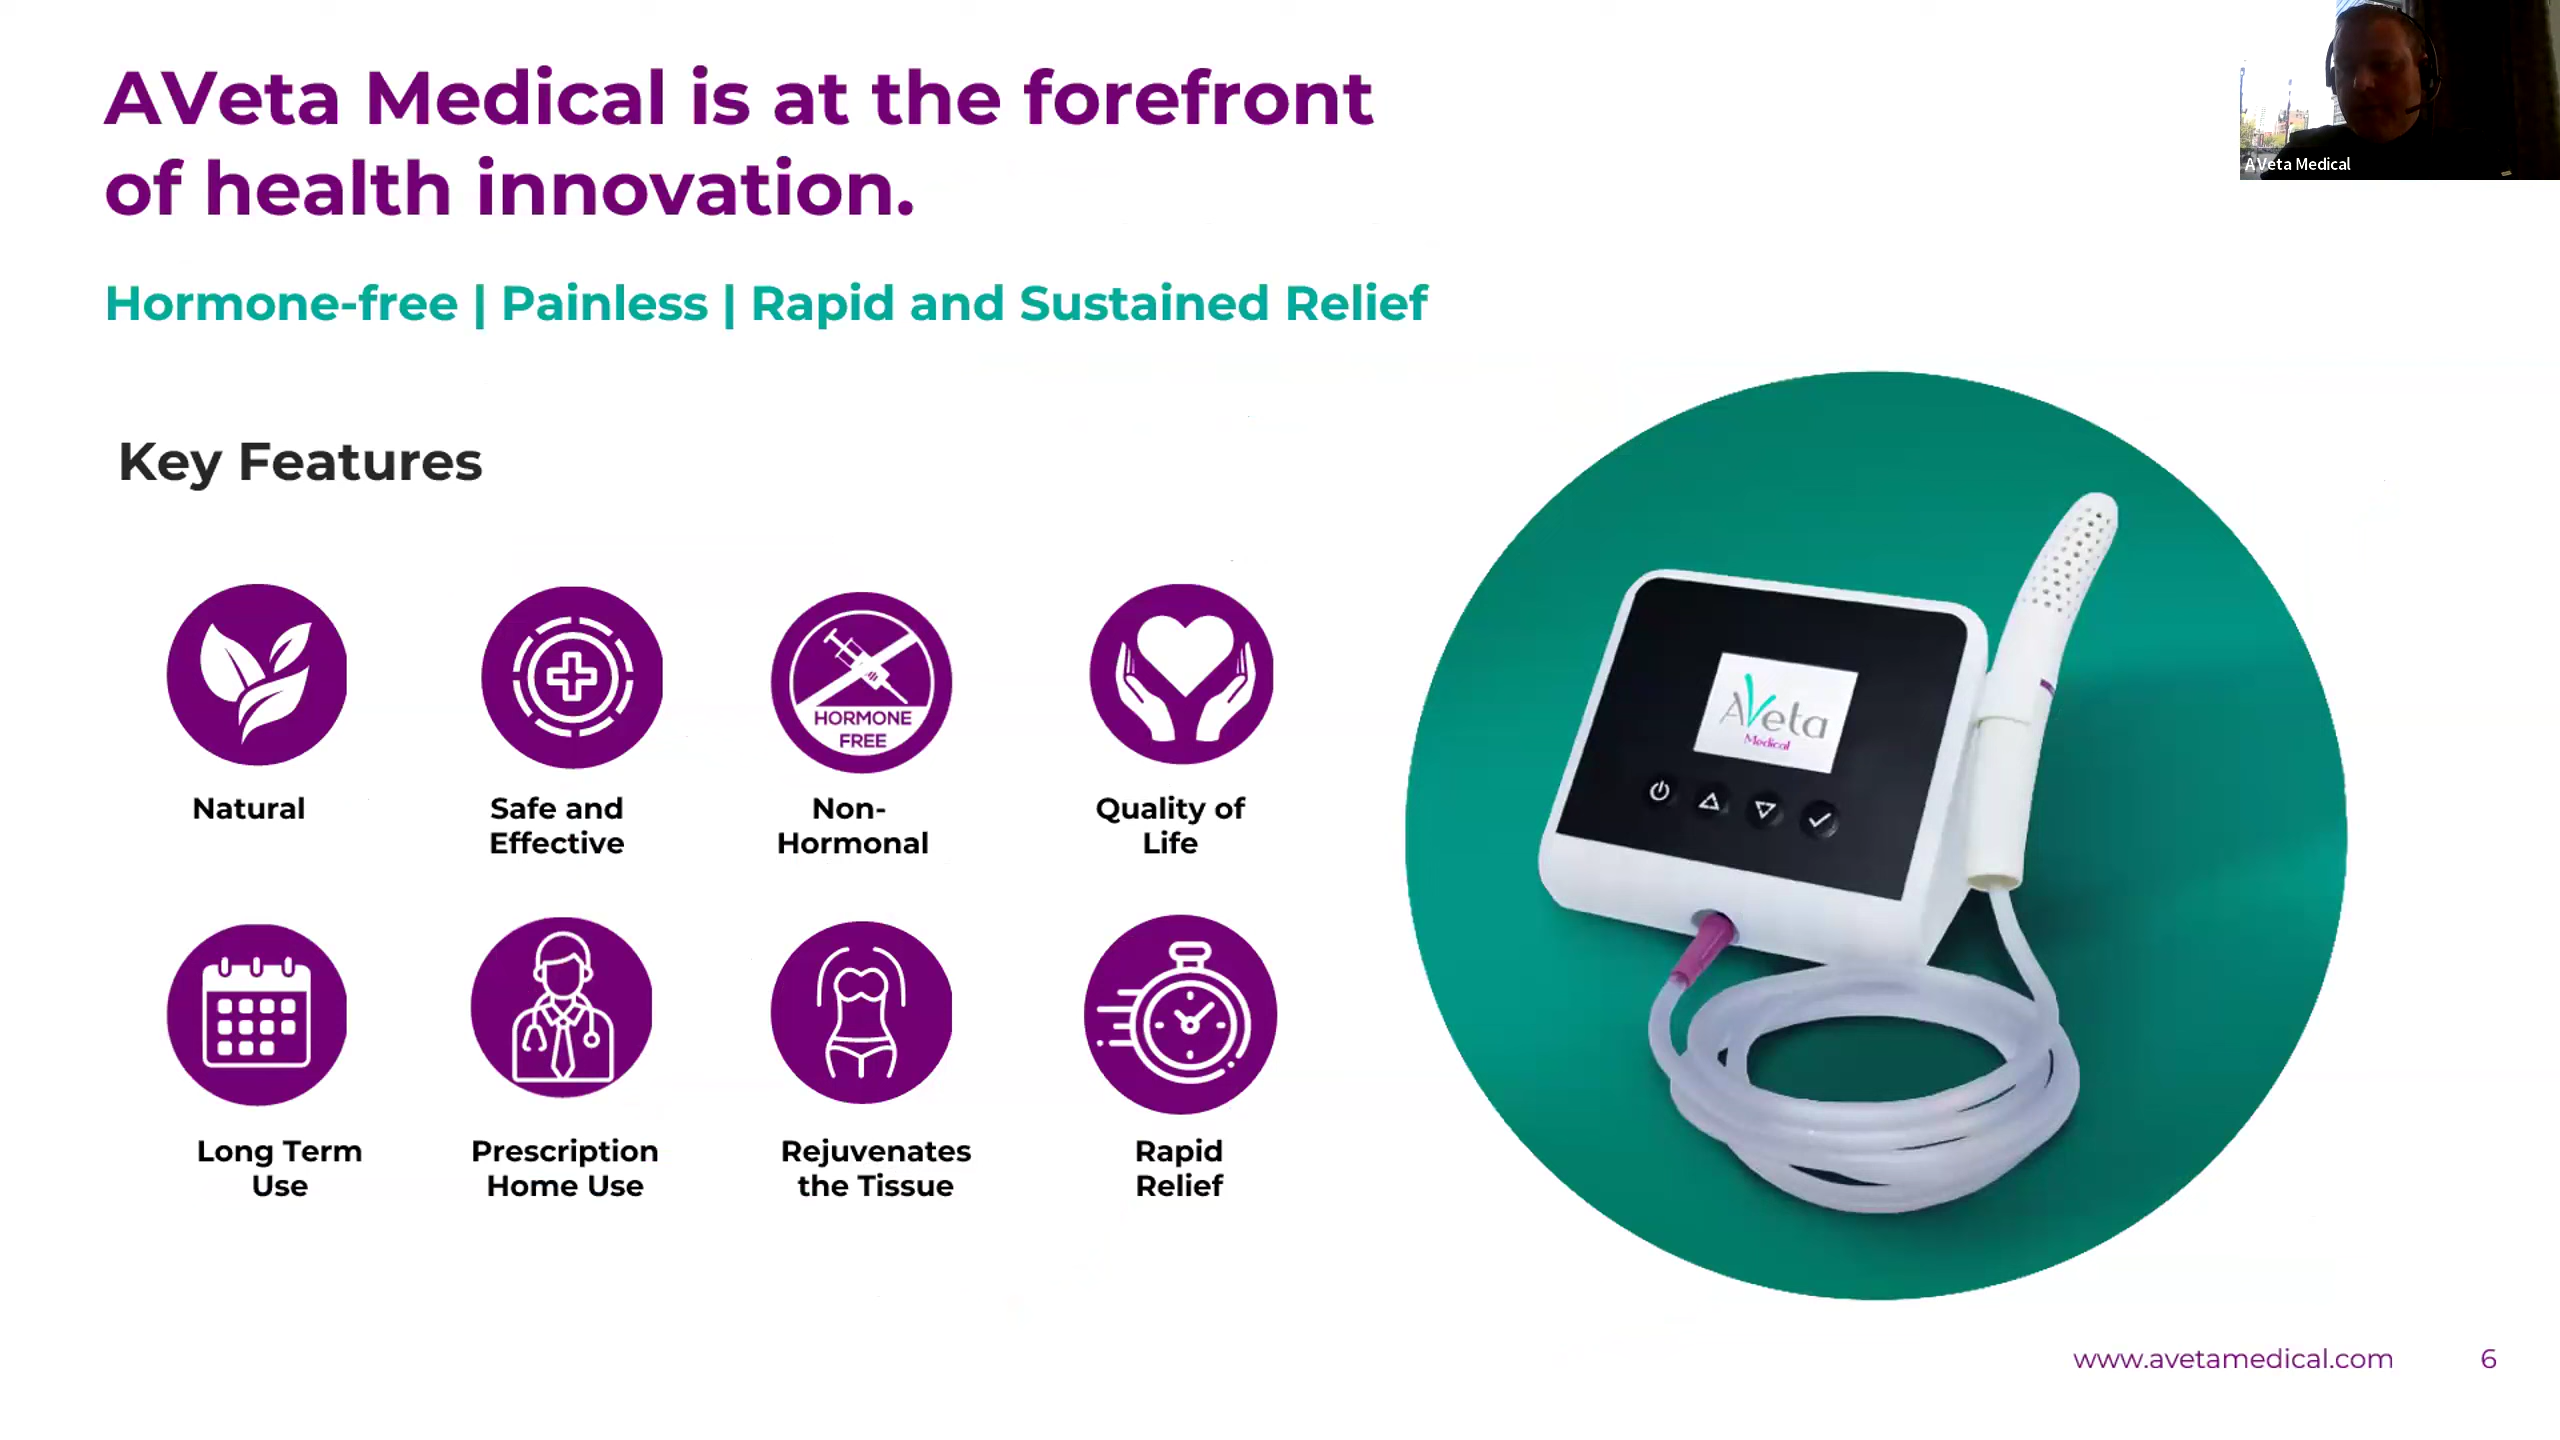 AVeta Medical is at the forefront
of health innovation.
AVeta Medical
Hormone-free | Painless | Rapid and Sustained Relief
Key Features
HORMONE
FREE
Natural
Safe and
Effective
Non-
Hormonal
Quality of
Life
Long Term
Use
Prescription
Home Use
Rejuvenates
the Tissue
Rapid
Relief
AVeta
Medical
www.avetamedical.com
6